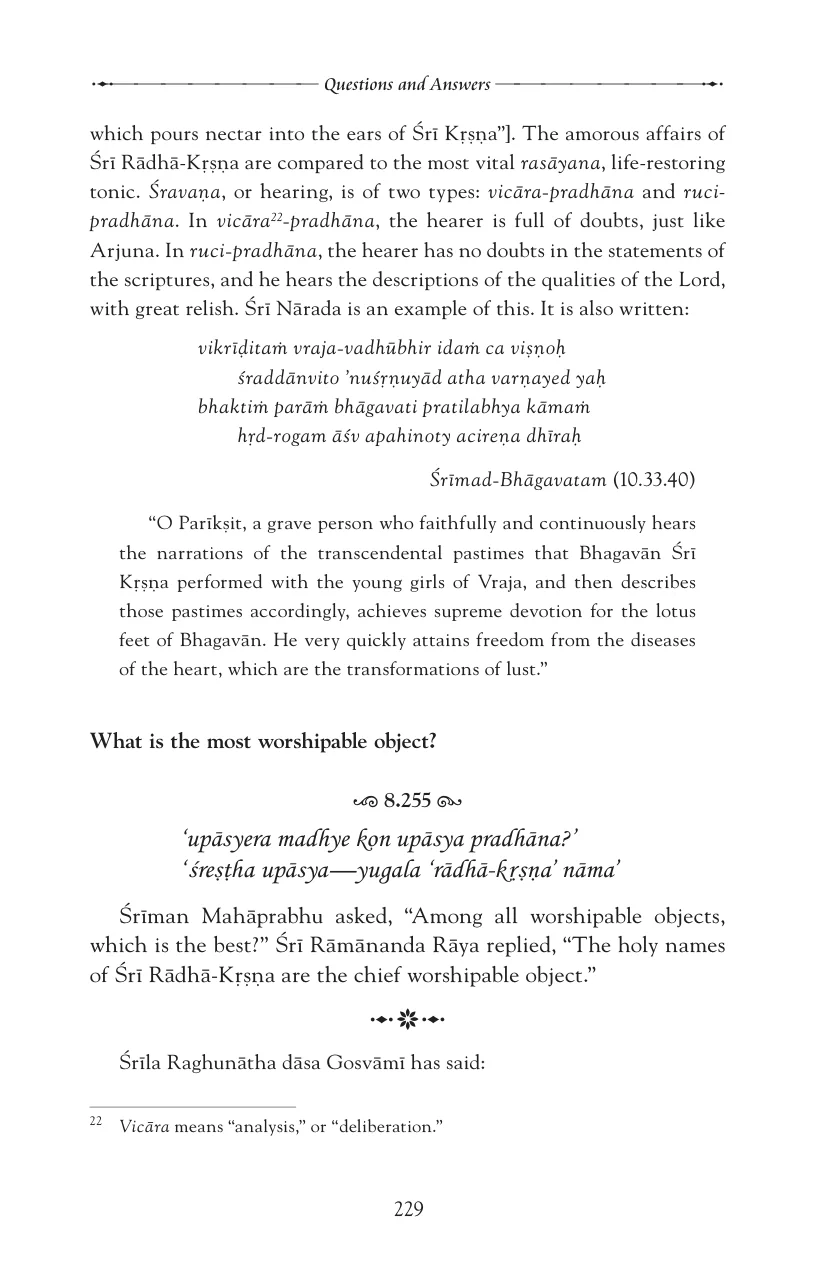 Questions and Answers
which pours nectar into the ears of Śrī Kṛṣṇa”]. The amorous affairs of
Śrī Rādhā-Kṛṣṇa are compared to the most vital rasāyana, life-restoring
tonic. Śravaṇa, or hearing, is of two types: vicāra-pradhāna and ruci-
pradhāna. In vicāra22-pradhāna, the hearer is full of doubts, just like
Arjuna. In ruci-pradhāna, the hearer has no doubts in the statements of
the scriptures, and he hears the descriptions of the qualities of the Lord,
with great relish. Śrī Nārada is an example of this. It is also written:
vikrīḍitaṁ vraja-vadhūbhir idaṁ ca viṣṇoḥ
śraddānvito ’nuśṛṇuyād atha varṇayed yaḥ
bhaktiṁ parāṁ bhāgavati pratilabhya kāmaṁ
hṛd-rogam āśv apahinoty acireṇa dhīraḥ
Śrīmad-Bhāgavatam (10.33.40)
“O Parīkṣit, a grave person who faithfully and continuously hears
the narrations of the transcendental pastimes that Bhagavān Śrī
Kṛṣṇa performed with the young girls of Vraja, and then describes
those pastimes accordingly, achieves supreme devotion for the lotus
feet of Bhagavān. He very quickly attains freedom from the diseases
of the heart, which are the transformations of lust.”
What is the most worshipable object?
8.255
‘upāsyera madhye kon upāsya pradhāna?’
‘śreṣṭha upāsya—yugala ‘rādhā-kṛṣṇa’ nāma’
Śrīman Mahāprabhu asked, “Among all worshipable objects,
which is the best?” Śrī Rāmānanda Rāya replied, “The holy names
of Śrī Rādhā-Kṛṣṇa are the chief worshipable object.”
Śrīla Raghunātha dāsa Gosvāmī has said:
22 Vicāra means “analysis,” or “deliberation.”
229